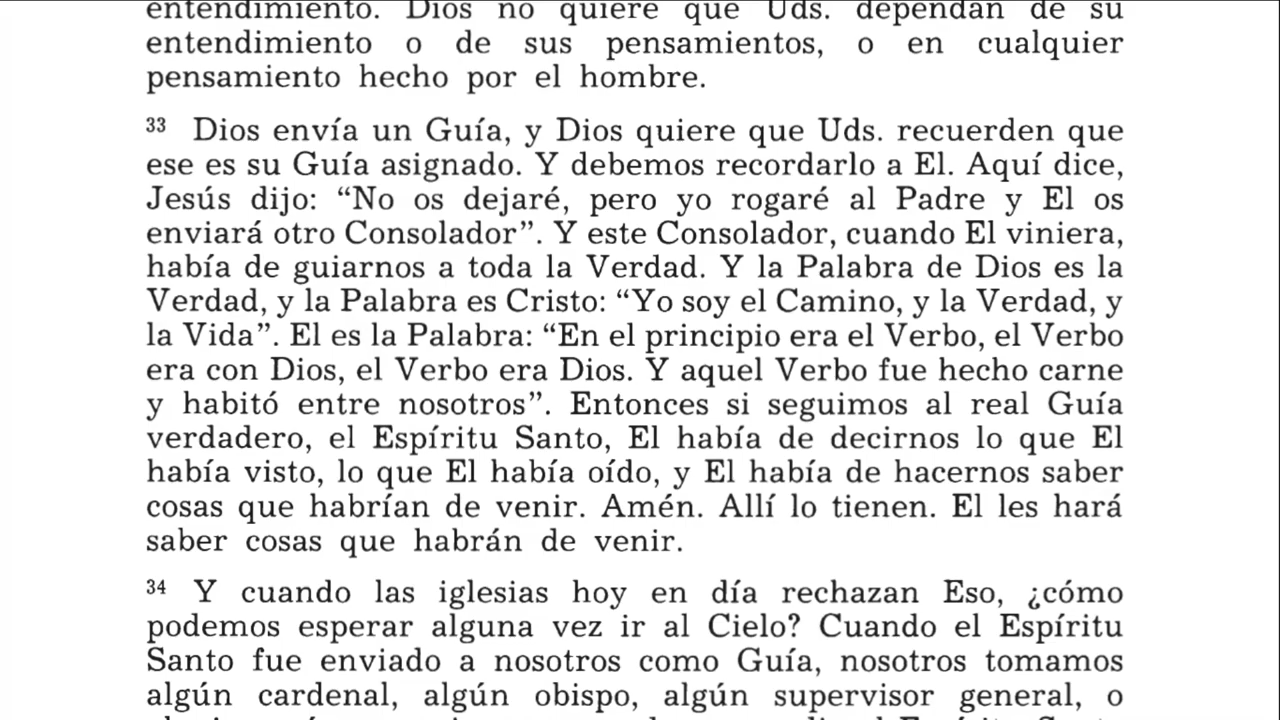 entendimiento. Dios no quiere que Uds. dependan de su
entendimiento o de sus pensamientos, o en cualquier
pensamiento hecho por el hombre.
33 Dios envía un Guía, y Dios quiere que Uds. recuerden que
ese es su Guía asignado. Y debemos recordarlo a El. Aquí dice,
Jesús dijo: “No os dejaré, pero yo rogaré al Padre y El os
enviará otro Consolador”. Y este Consolador, cuando El viniera,
había de guiarnos a toda la Verdad. Y la Palabra de Dios es la
Verdad, y la Palabra es Cristo: “Yo soy el Camino, y la Verdad, y
la Vida”. El es la Palabra: “En el principio era el Verbo, el Verbo
era con Dios, el Verbo era Dios. Y aquel Verbo fue hecho carne
y habitó entre nosotros”. Entonces si seguimos al real Guía
verdadero, el Espíritu Santo, El había de decirnos lo que El
había visto, lo que El había oído, y El había de hacernos saber
cosas que habrían de venir. Amén. Allí lo tienen. El les hará
saber cosas que habrán de venir.
34 Y cuando las iglesias hoy en día rechazan Eso, ¿cómo
podemos esperar alguna vez ir al Cielo? Cuando el Espíritu
Santo fue enviado a nosotros como Guía, nosotros tomamos
algún cardenal, algún obispo, algún supervisor general, o